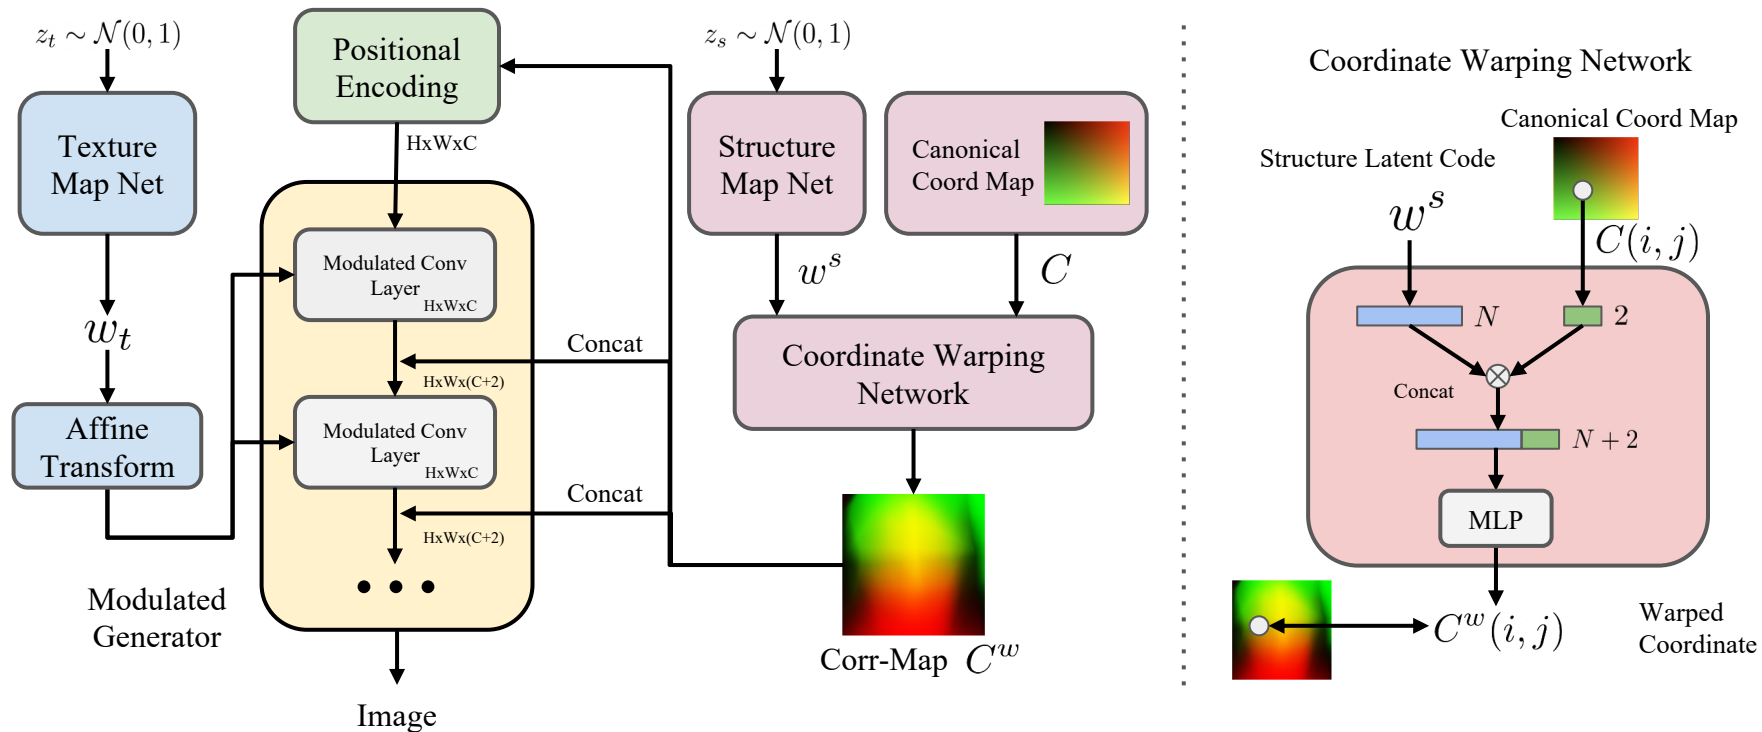 z_t ∼ 𝒩(0, 1)
Texture
Map Net
w_t
Affine
Transform
Modulated
Generator
Positional
Encoding
HxWxC
Modulated Conv
Layer
HxWxC
Concat
HxWx(C+2)
Modulated Conv
Layer
HxWxC
Concat
HxWx(C+2)
Image
z_s ∼ 𝒩(0, 1)
Structure
Map Net
Canonical
Coord Map
w^s
C
Coordinate Warping
Network
Corr-Map C^w
Coordinate Warping Network
Canonical Coord Map
Structure Latent Code
w^s
C(i, j)
N
2
Concat
N + 2
MLP
C^w(i, j)
Warped
Coordinate